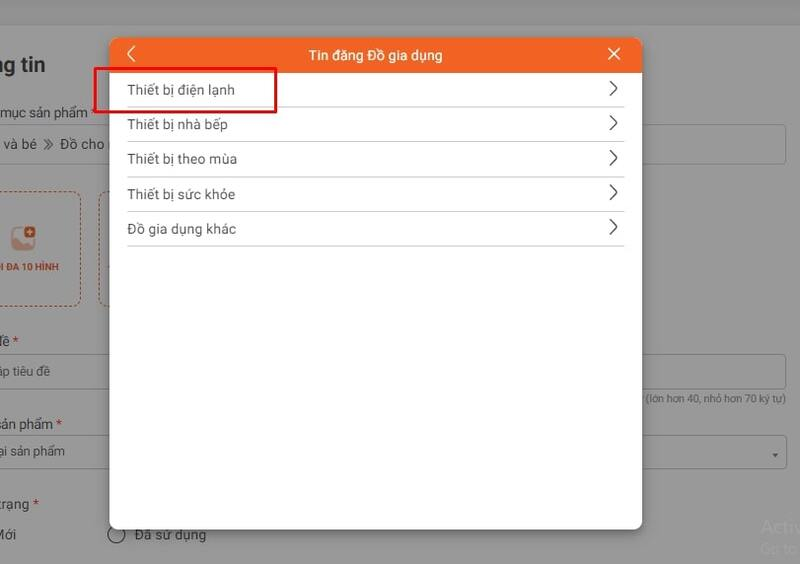 Tin đăng Đồ gia dụng
Thiết bị điện lạnh
Thiết bị nhà bếp
Thiết bị theo mùa
Thiết bị sức khỏe
Đồ gia dụng khác
tin
mục sản phẩm *
và bé » Đồ cho
ĐA 10 HÌNH
đề *
tiêu đề
(lớn hơn 40, nhỏ hơn 70 ký tự)
sản phẩm *
sản phẩm
trạng *
Mới
Đã sử dụng
Go to